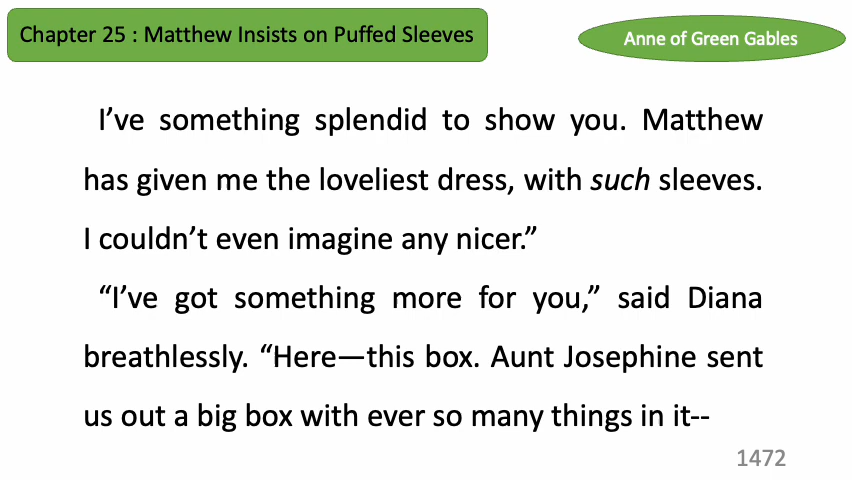 Chapter 25 : Matthew Insists on Puffed Sleeves
Anne of Green Gables
I’ve something splendid to show you. Matthew
has given me the loveliest dress, with such sleeves.
I couldn’t even imagine any nicer.”
“I’ve got something more for you,” said Diana
breathlessly. “Here—this box. Aunt Josephine sent
us out a big box with ever so many things in it--
1472